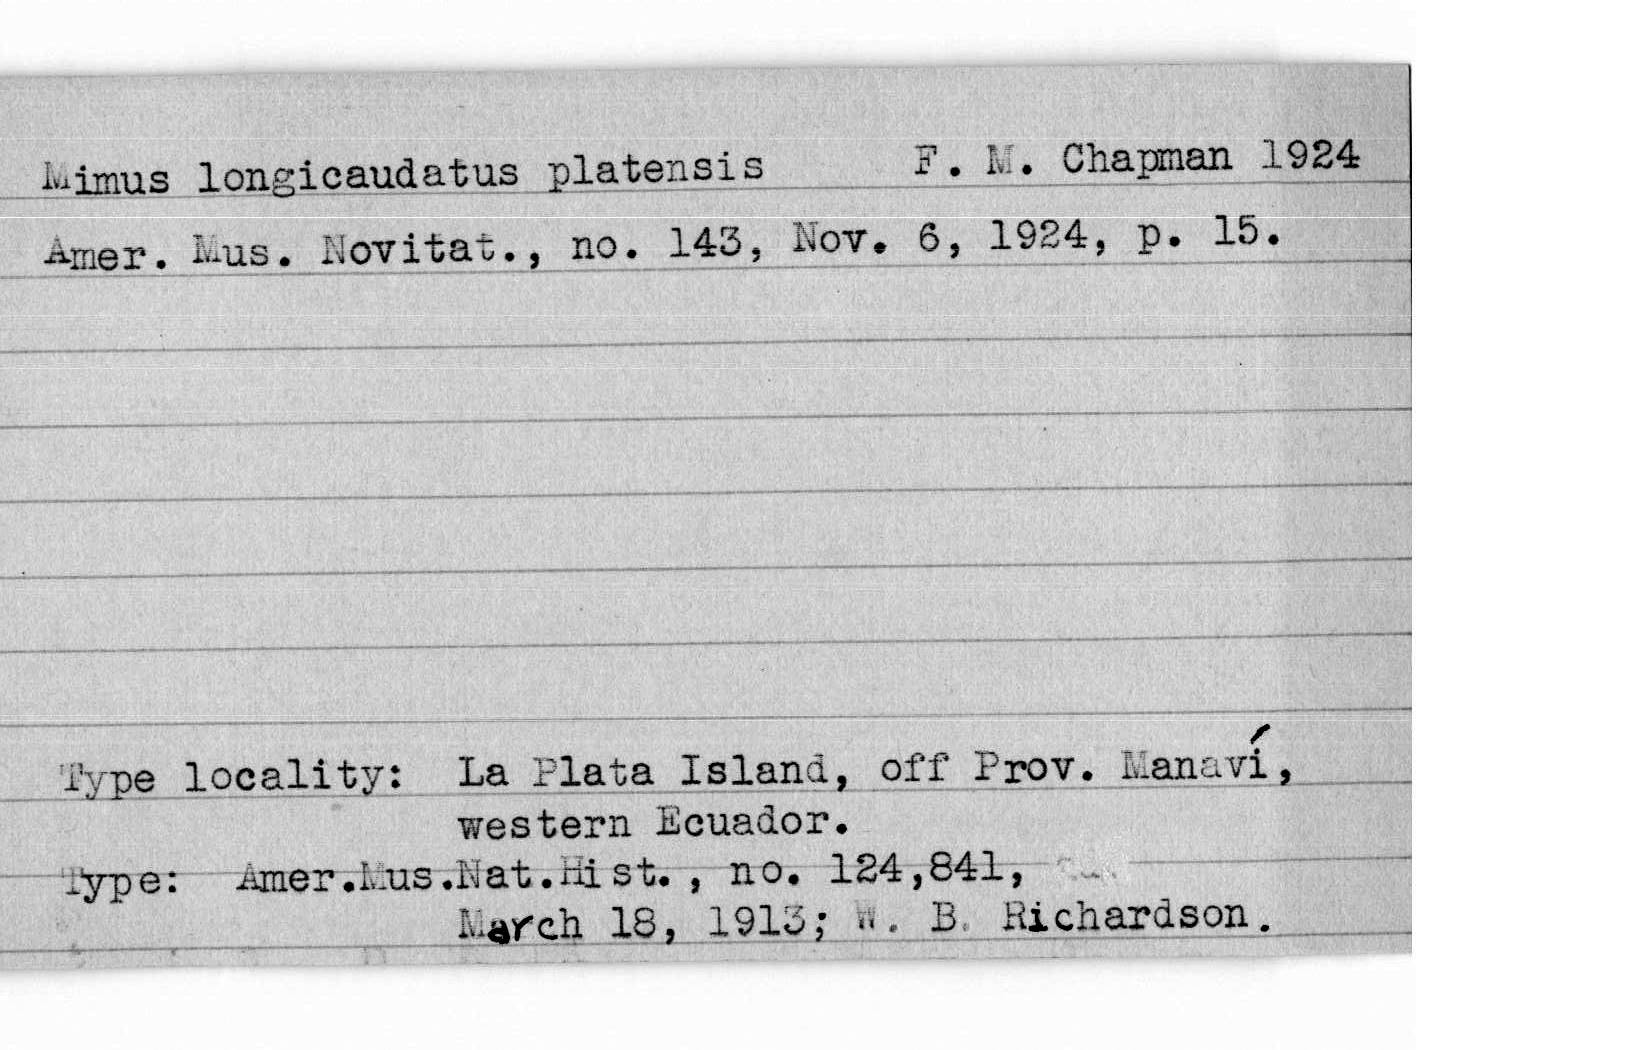 Mimus longicaudatus platensis F. M. Chapman 1924
Amer. Mus. Novitat., no. 143, Nov. 6, 1924, p. 15.
Type locality: La Plata Island, off Prov. Manaví,
western Ecuador.
Type: Amer.Mus.Nat.Hist., no. 124,841,
March 18, 1913; W. B. Richardson.